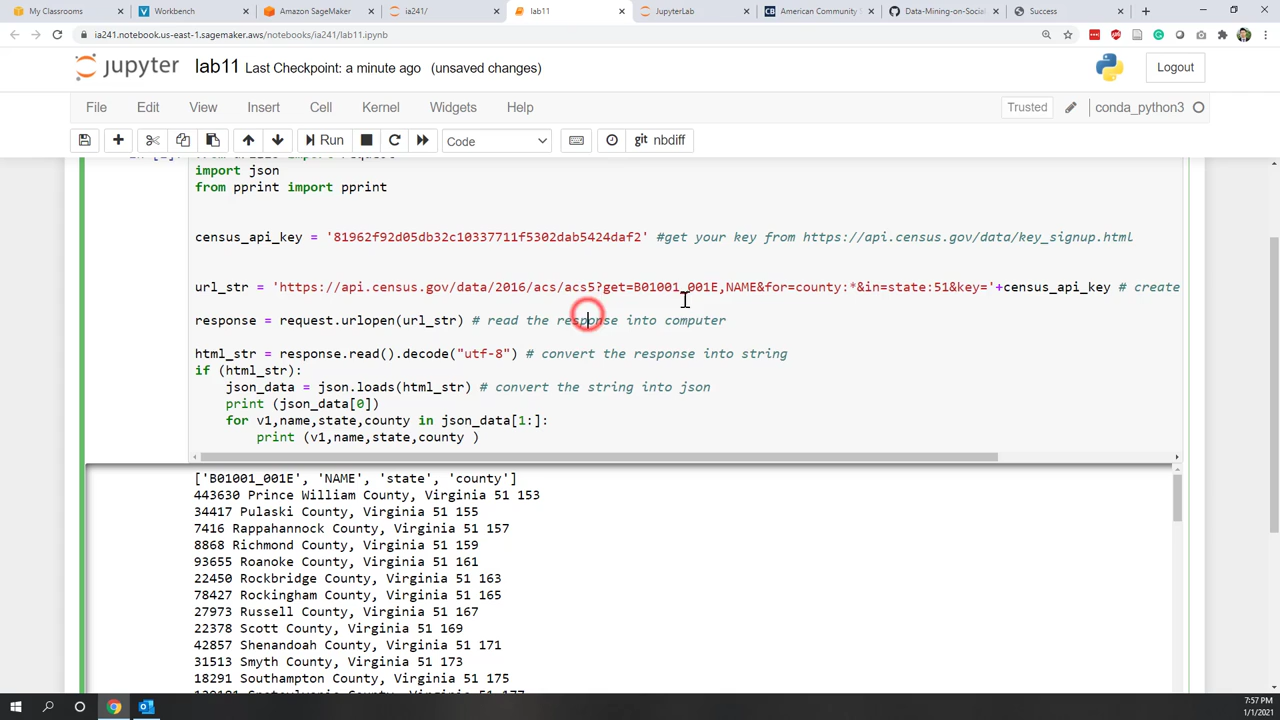 My Classrooms
Workbench
Amazon SageMaker
ia241/
lab11
JupyterLab
American Community S
Data-Mining-on-Social
Success
ia241.notebook.us-east-1.sagemaker.aws/notebooks/ia241/lab11.ipynb
jupyter lab11 Last Checkpoint: a minute ago (unsaved changes)
Logout
File Edit View Insert Cell Kernel Widgets Help
Trusted conda_python3
Run Code nbdiff
import json
from pprint import pprint
census_api_key = '81962f92d05db32c10337711f5302dab5424daf2' #get your key from https://api.census.gov/data/key_signup.html
url_str = 'https://api.census.gov/data/2016/acs/acs5?get=B01001_001E,NAME&for=county:*&in=state:51&key='+census_api_key # create
response = request.urlopen(url_str) # read the response into computer
html_str = response.read().decode("utf-8") # convert the response into string
if (html_str):
json_data = json.loads(html_str) # convert the string into json
print (json_data[0])
for v1,name,state,county in json_data[1:]:
print (v1,name,state,county )
['B01001_001E', 'NAME', 'state', 'county']
443630 Prince William County, Virginia 51 153
34417 Pulaski County, Virginia 51 155
7416 Rappahannock County, Virginia 51 157
8868 Richmond County, Virginia 51 159
93655 Roanoke County, Virginia 51 161
22450 Rockbridge County, Virginia 51 163
78427 Rockingham County, Virginia 51 165
27973 Russell County, Virginia 51 167
22378 Scott County, Virginia 51 169
42857 Shenandoah County, Virginia 51 171
31513 Smyth County, Virginia 51 173
18291 Southampton County, Virginia 51 175
7:57 PM
1/1/2021